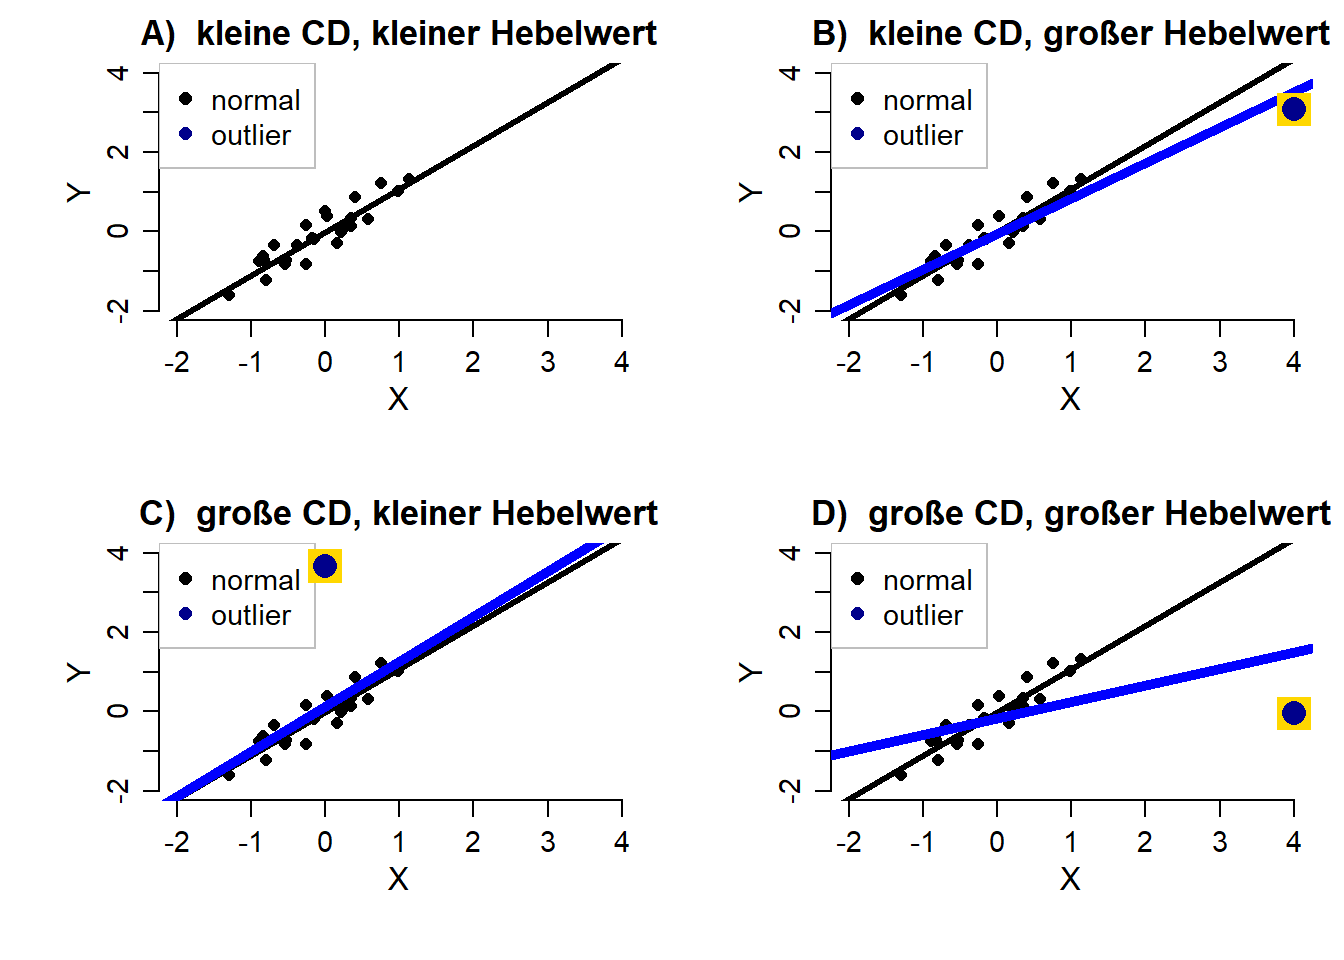 A)  kleine CD, kleiner Hebelwert
normal
outlier
4
2
0
-2
Y
-2 -1 0 1 2 3 4
X
B)  kleine CD, großer Hebelwert
normal
outlier
4
2
0
-2
Y
-2 -1 0 1 2 3 4
X
C)  große CD, kleiner Hebelwert
normal
outlier
4
2
0
-2
Y
-2 -1 0 1 2 3 4
X
D)  große CD, großer Hebelwert
normal
outlier
4
2
0
-2
Y
-2 -1 0 1 2 3 4
X